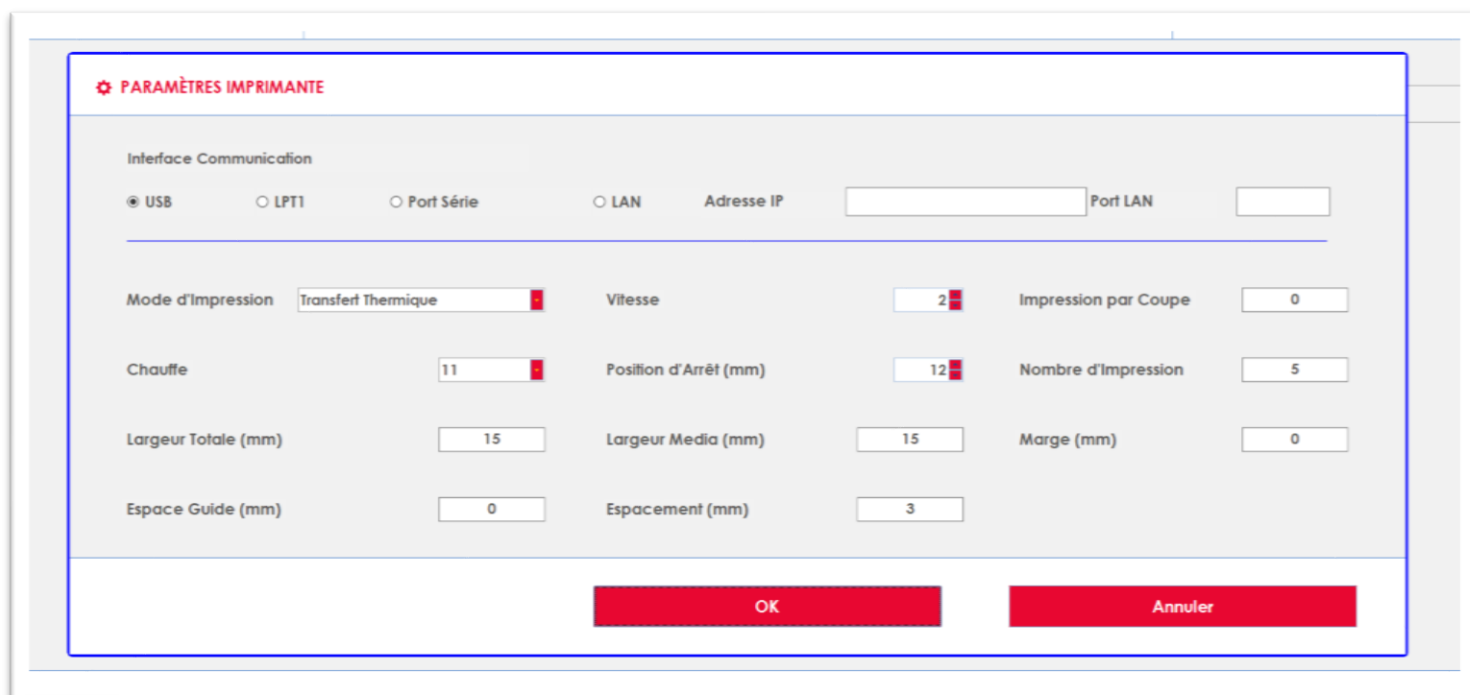 PARAMÈTRES IMPRIMANTE
Interface Communication
USB LPT1 Port Série LAN Adresse IP Port LAN
Mode d'Impression Transfert Thermique Vitesse 2 Impression par Coupe 0
Chauffe 11 Position d'Arrêt (mm) 12 Nombre d'Impression 5
Largeur Totale (mm) 15 Largeur Media (mm) 15 Marge (mm) 0
Espace Guide (mm) 0 Espacement (mm) 3
OK Annuler